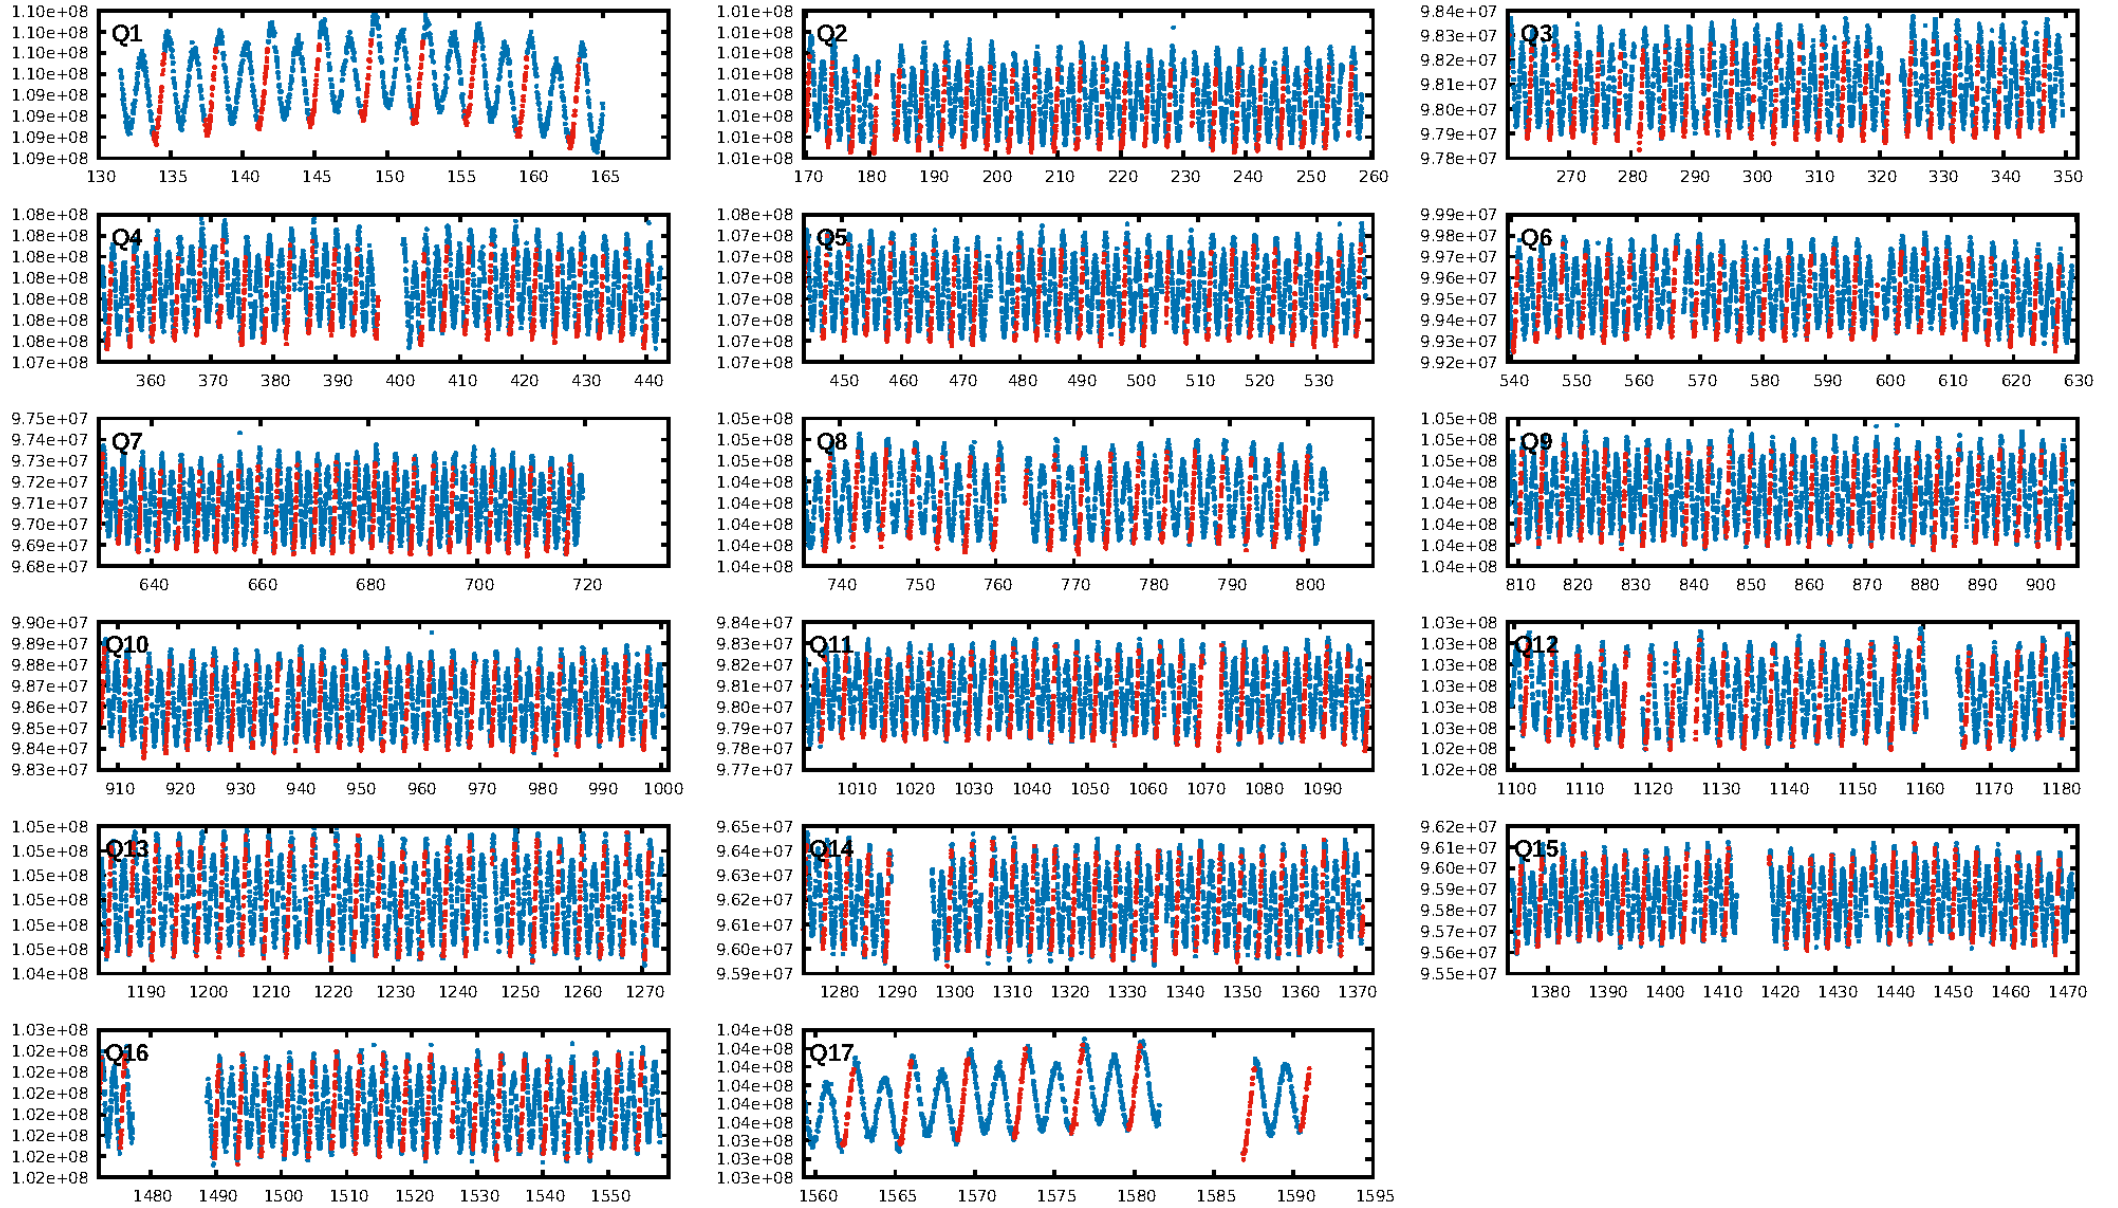 1.10e+08
1.10e+08
1.10e+08
1.10e+08
1.09e+08
1.09e+08
1.09e+08
1.09e+08
Q1
130 135 140 145 150 155 160 165
1.01e+08
1.01e+08
1.01e+08
1.01e+08
1.01e+08
1.01e+08
1.01e+08
1.01e+08
Q2
170 180 190 200 210 220 230 240 250 260
9.84e+07
9.83e+07
9.82e+07
9.81e+07
9.80e+07
9.79e+07
9.78e+07
Q3
270 280 290 300 310 320 330 340 350
1.08e+08
1.08e+08
1.08e+08
1.08e+08
1.08e+08
1.08e+08
1.08e+08
1.07e+08
Q4
360 370 380 390 400 410 420 430 440
1.08e+08
1.07e+08
1.07e+08
1.07e+08
1.07e+08
1.07e+08
1.07e+08
1.07e+08
Q5
450 460 470 480 490 500 510 520 530
9.99e+07
9.98e+07
9.97e+07
9.96e+07
9.95e+07
9.94e+07
9.93e+07
9.92e+07
Q6
540 550 560 570 580 590 600 610 620 630
9.75e+07
9.74e+07
9.73e+07
9.72e+07
9.71e+07
9.70e+07
9.69e+07
9.68e+07
Q7
640 660 680 700 720
1.05e+08
1.05e+08
1.05e+08
1.04e+08
1.04e+08
1.04e+08
1.04e+08
1.04e+08
Q8
740 750 760 770 780 790 800
1.05e+08
1.05e+08
1.05e+08
1.04e+08
1.04e+08
1.04e+08
1.04e+08
1.04e+08
Q9
810 820 830 840 850 860 870 880 890 900
9.90e+07
9.89e+07
9.88e+07
9.87e+07
9.86e+07
9.85e+07
9.84e+07
9.83e+07
Q10
910 920 930 940 950 960 970 980 990 1000
9.84e+07
9.83e+07
9.82e+07
9.81e+07
9.80e+07
9.79e+07
9.78e+07
9.77e+07
Q11
1010 1020 1030 1040 1050 1060 1070 1080 1090
1.03e+08
1.03e+08
1.03e+08
1.03e+08
1.03e+08
1.03e+08
1.02e+08
1.02e+08
Q12
1100 1110 1120 1130 1140 1150 1160 1170 1180
1.05e+08
1.05e+08
1.05e+08
1.05e+08
1.05e+08
1.05e+08
1.04e+08
Q13
1190 1200 1210 1220 1230 1240 1250 1260 1270
9.65e+07
9.64e+07
9.63e+07
9.62e+07
9.61e+07
9.60e+07
9.59e+07
Q14
1280 1290 1300 1310 1320 1330 1340 1350 1360 1370
9.62e+07
9.61e+07
9.60e+07
9.59e+07
9.58e+07
9.57e+07
9.56e+07
9.55e+07
Q15
1380 1390 1400 1410 1420 1430 1440 1450 1460 1470
1.03e+08
1.02e+08
1.02e+08
1.02e+08
1.02e+08
1.02e+08
1.02e+08
1.02e+08
Q16
1480 1490 1500 1510 1520 1530 1540 1550
1.04e+08
1.04e+08
1.04e+08
1.04e+08
1.04e+08
1.04e+08
1.03e+08
1.03e+08
1.03e+08
Q17
1560 1565 1570 1575 1580 1585 1590 1595